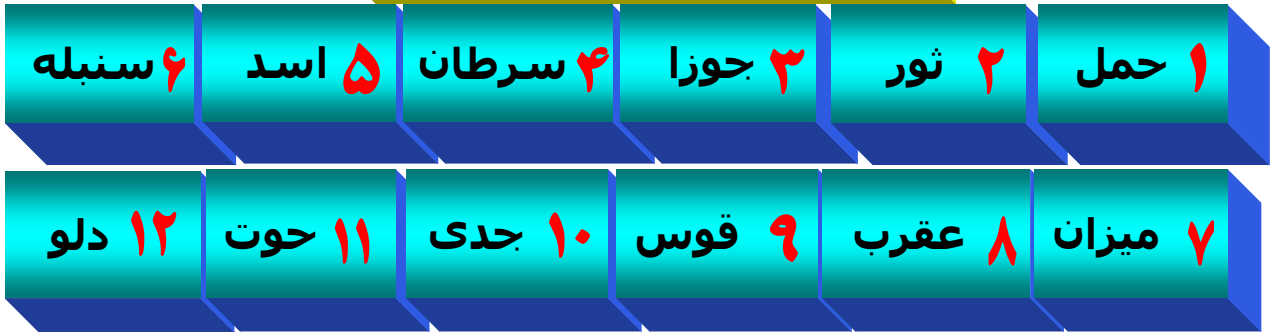 ۱ حمل ۲ ثور ۳ جوزا ۴ سرطان ۵ اسد ۶ سنبله
۷ میزان ۸ عقرب ۹ قوس ۱۰ جدی ۱۱ حوت ۱۲ دلو